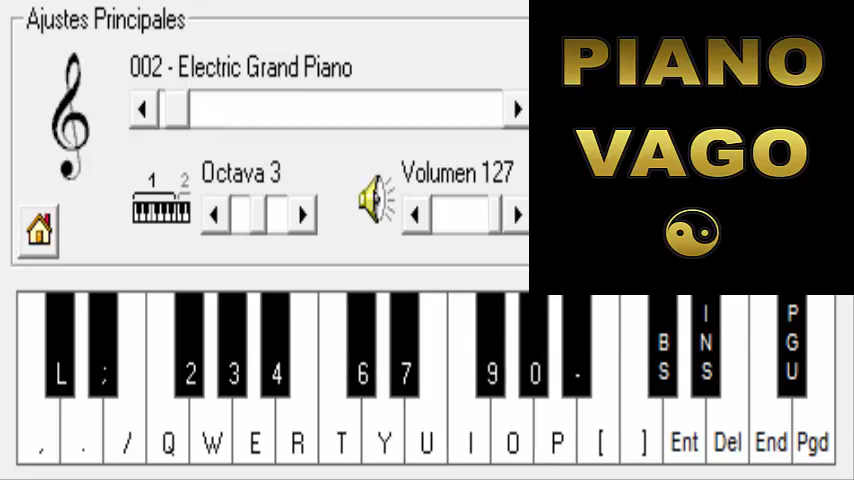 Ajustes Principales
002 - Electric Grand Piano
1 2
Octava 3
Volumen 127
PIANO
VAGO
L ; 2 3 4 6 7 9 0 - BS INS PGU
, . / Q W E R T Y U I O P [ ] Ent Del End Pgd